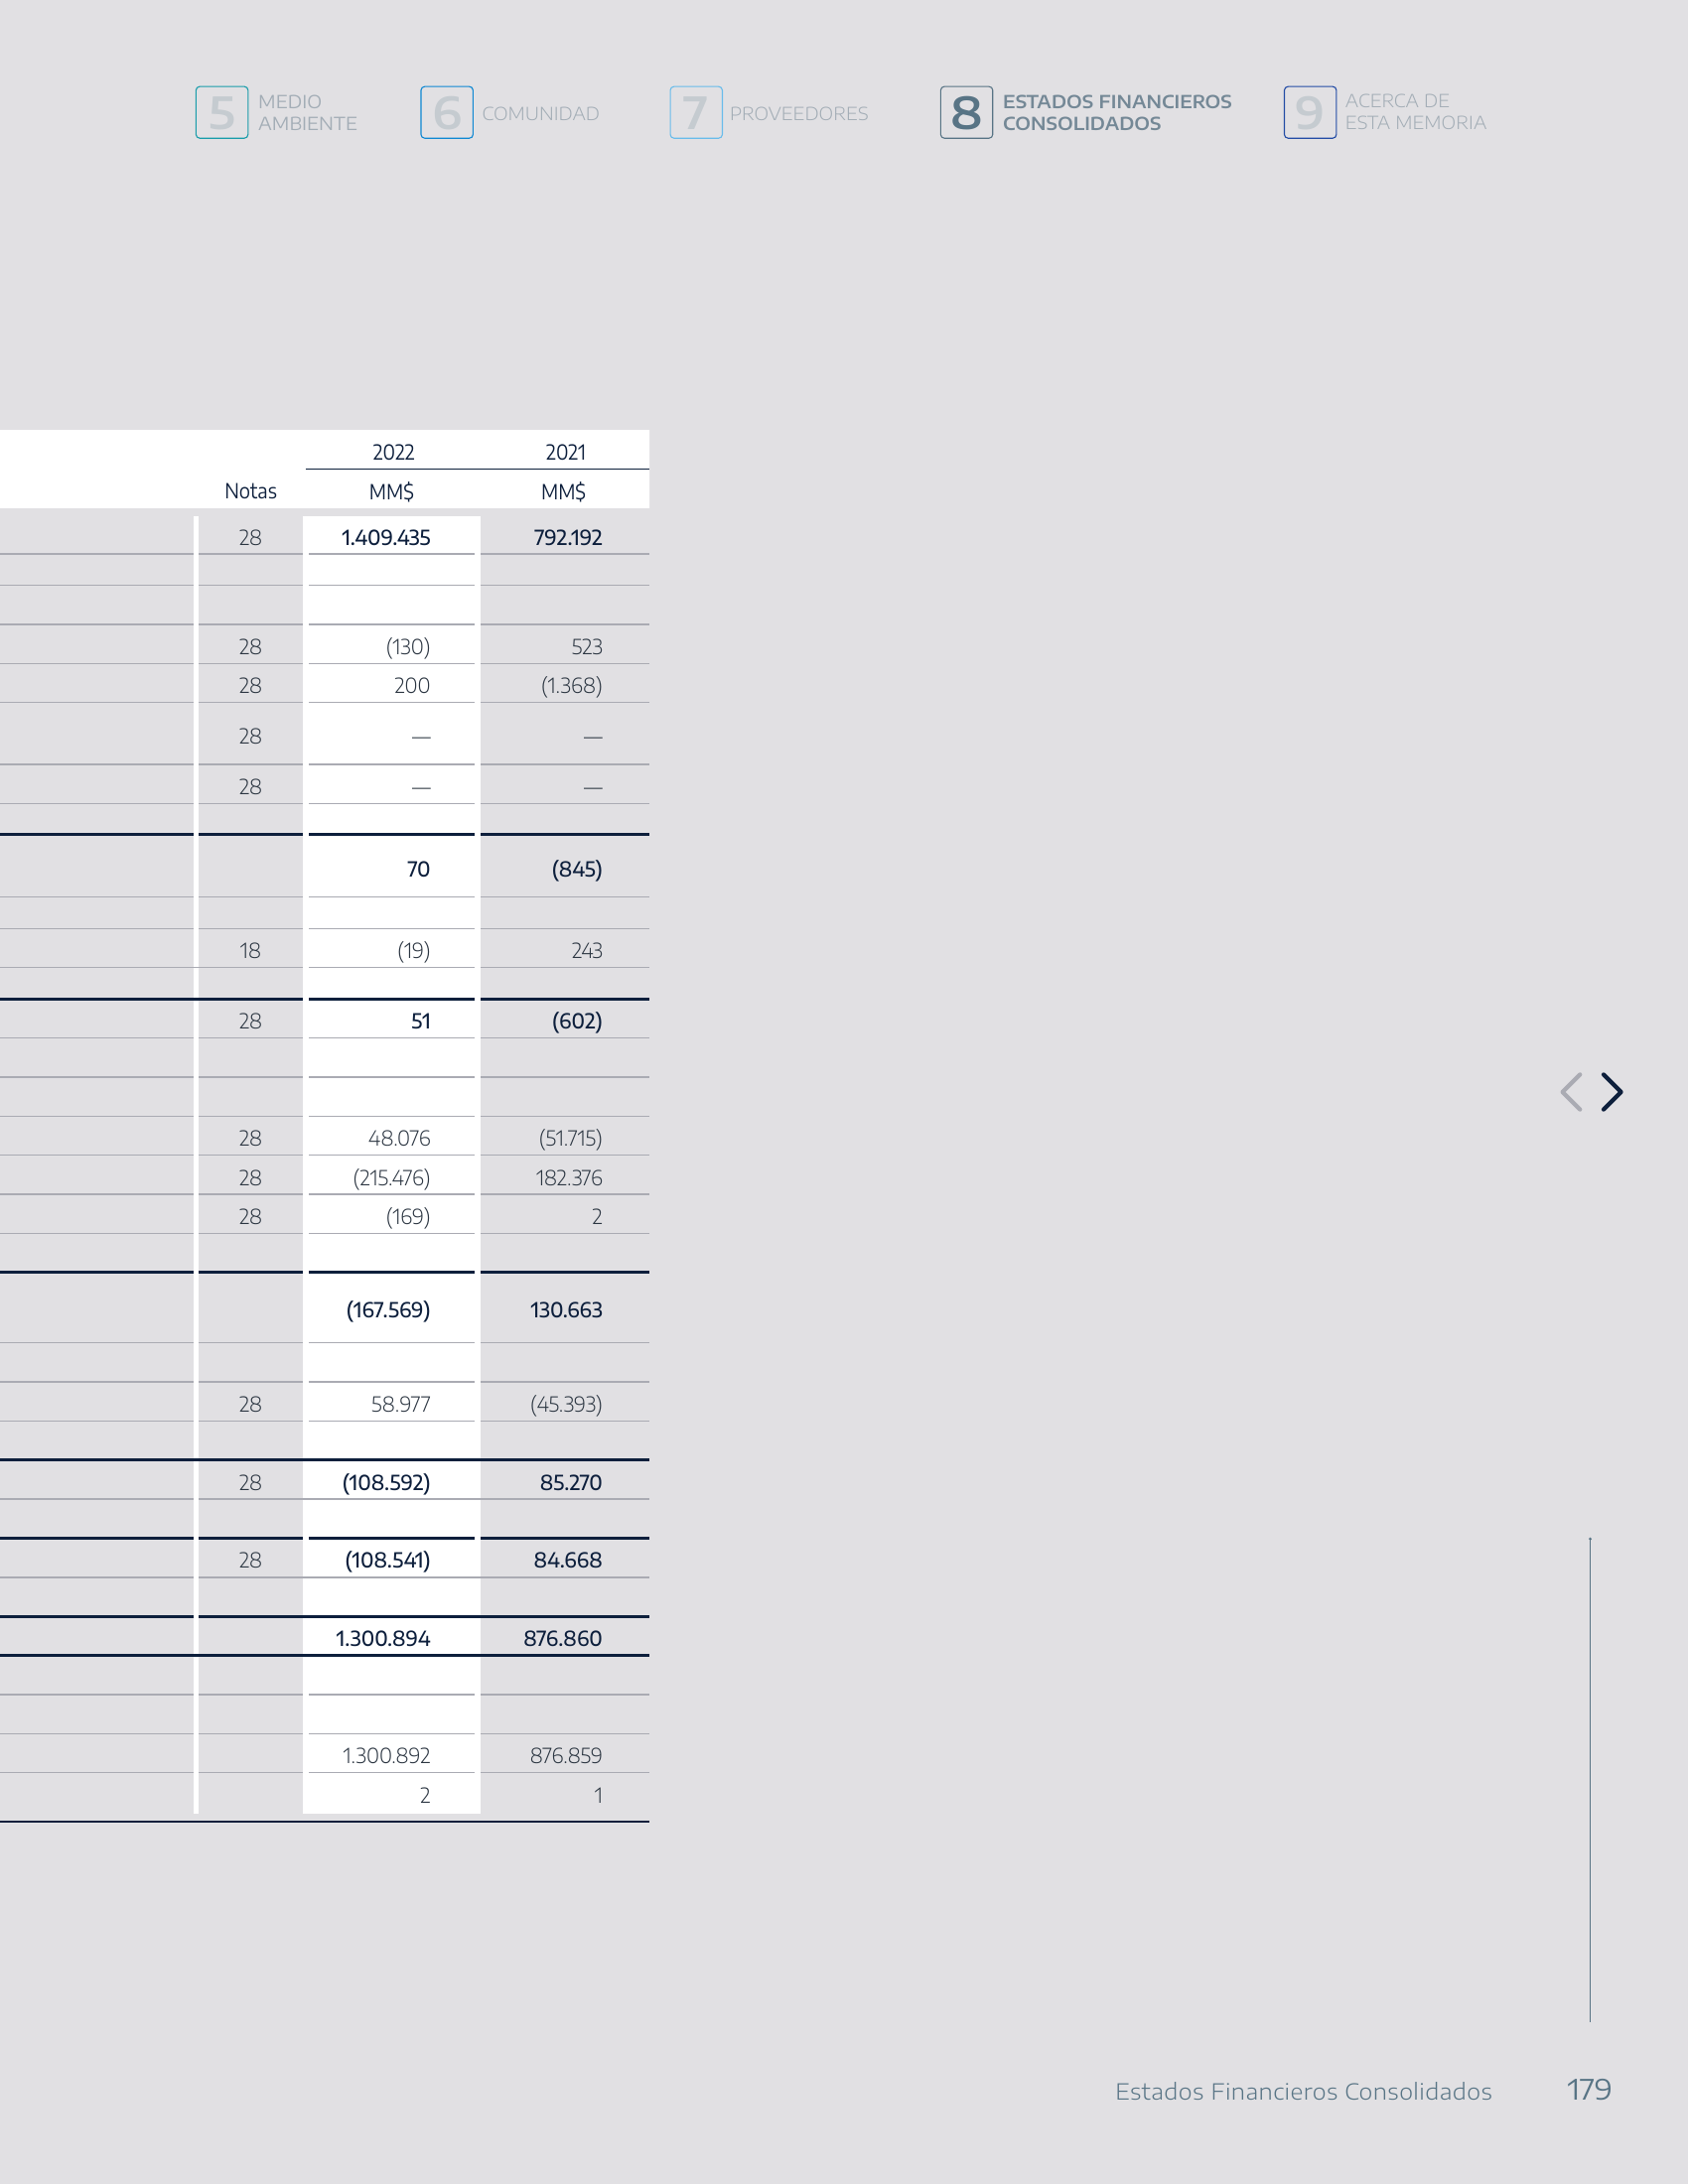 5 MEDIO AMBIENTE
6 COMUNIDAD
7 PROVEEDORES
8 ESTADOS FINANCIEROS CONSOLIDADOS
9 ACERCA DE ESTA MEMORIA
2022 2021
Notas MM$ MM$
28 1.409.435 792.192
28 (130) 523
28 200 (1.368)
28 — —
28 — —
70 (845)
18 (19) 243
28 51 (602)
28 48.076 (51.715)
28 (215.476) 182.376
28 (169) 2
(167.569) 130.663
28 58.977 (45.393)
28 (108.592) 85.270
28 (108.541) 84.668
1.300.894 876.860
1.300.892 876.859
2 1
Estados Financieros Consolidados 179